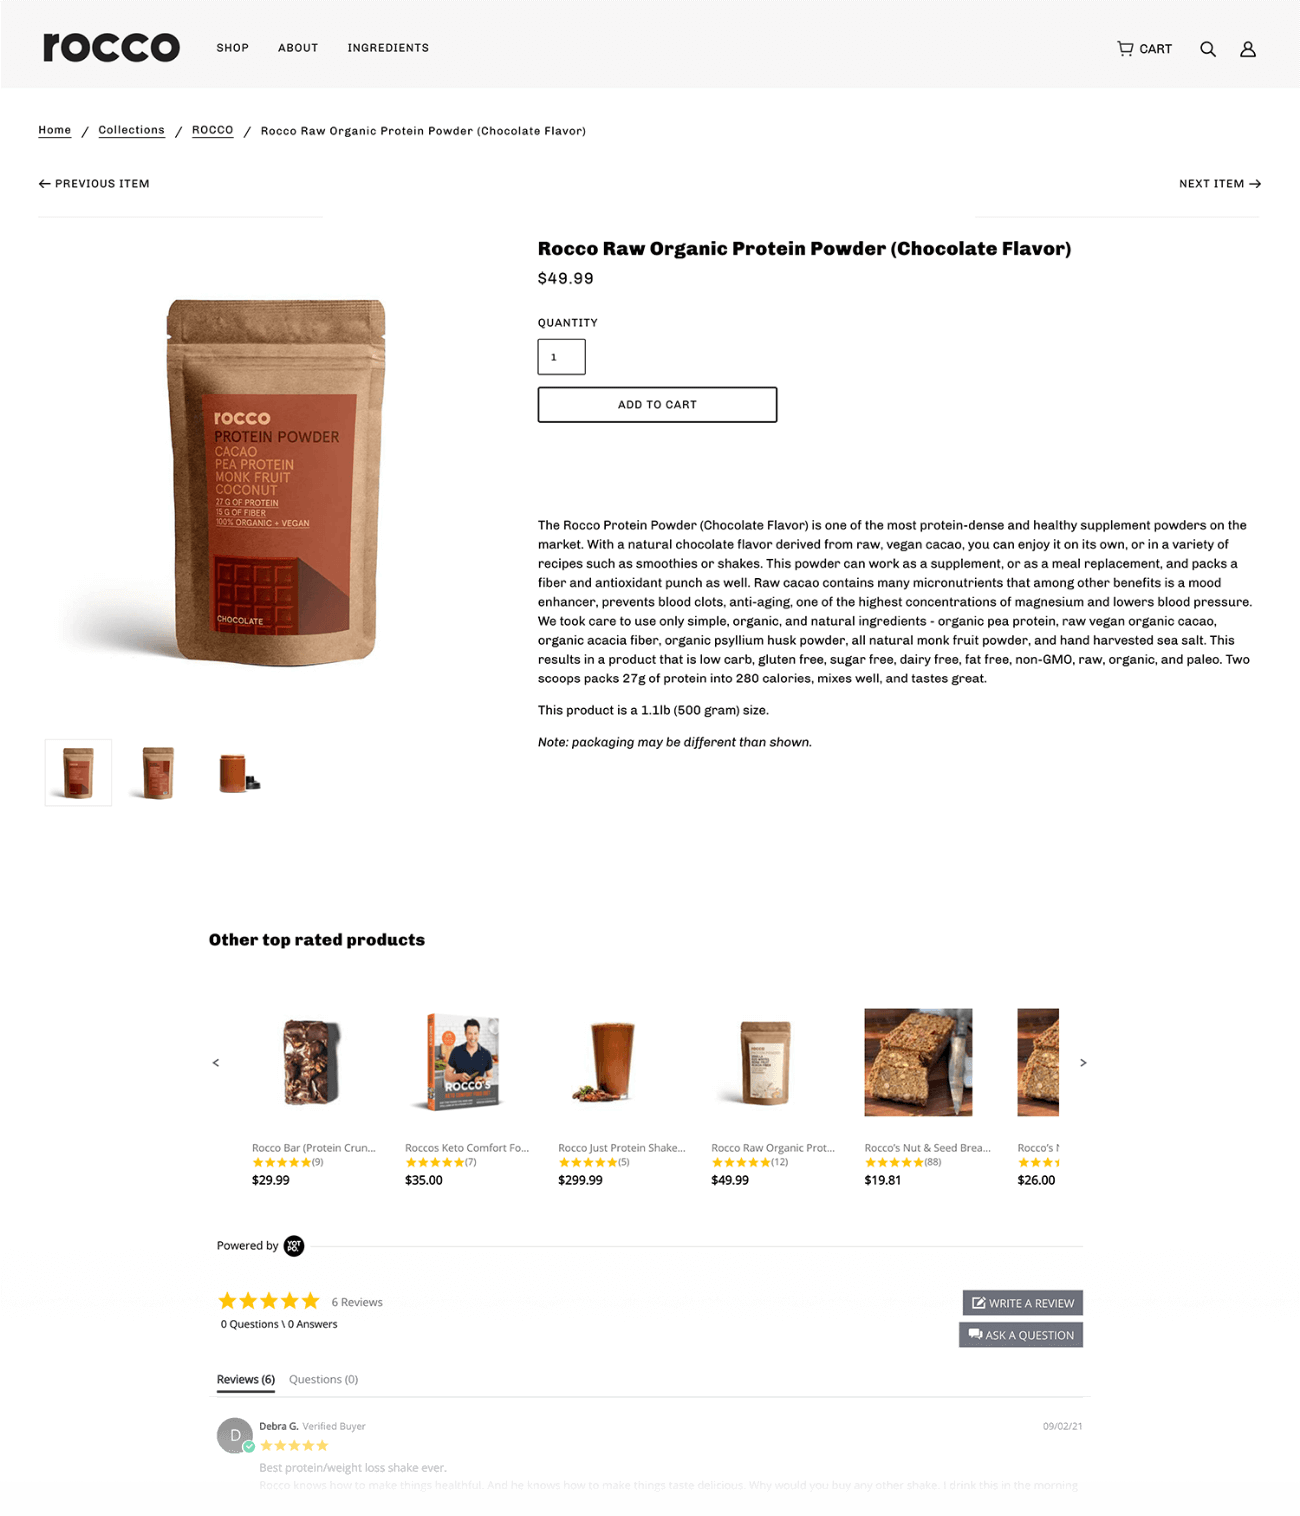 rocco
SHOP ABOUT INGREDIENTS
CART
Home / Collections / ROCCO / Rocco Raw Organic Protein Powder (Chocolate Flavor)
← PREVIOUS ITEM
NEXT ITEM →
Rocco Raw Organic Protein Powder (Chocolate Flavor)
$49.99
QUANTITY
1
ADD TO CART
rocco
PROTEIN POWDER
CACAO
PEA PROTEIN
MONK FRUIT
COCONUT
27 G OF PROTEIN
15 G OF FIBER
100% ORGANIC + VEGAN
CHOCOLATE
The Rocco Protein Powder (Chocolate Flavor) is one of the most protein-dense and healthy supplement powders on the
market. With a natural chocolate flavor derived from raw, vegan cacao, you can enjoy it on its own, or in a variety of
recipes such as smoothies or shakes. This powder can work as a supplement, or as a meal replacement, and packs a
fiber and antioxidant punch as well. Raw cacao contains many micronutrients that among other benefits is a mood
enhancer, prevents blood clots, anti-aging, one of the highest concentrations of magnesium and lowers blood pressure.
We took care to use only simple, organic, and natural ingredients - organic pea protein, raw vegan organic cacao,
organic acacia fiber, organic psyllium husk powder, all natural monk fruit powder, and hand harvested sea salt. This
results in a product that is low carb, gluten free, sugar free, dairy free, fat free, non-GMO, raw, organic, and paleo. Two
scoops packs 27g of protein into 280 calories, mixes well, and tastes great.
This product is a 1.1lb (500 gram) size.
Note: packaging may be different than shown.
Other top rated products
<
ROCCO'S
>
Rocco Bar (Protein Crun...
(9)
$29.99
Roccos Keto Comfort Fo...
(7)
$35.00
Rocco Just Protein Shake...
(5)
$299.99
Rocco Raw Organic Prot...
(12)
$49.99
Rocco's Nut & Seed Brea...
(88)
$19.81
Rocco's
$26.00
Powered by YOTPO.
6 Reviews
0 Questions \ 0 Answers
WRITE A REVIEW
ASK A QUESTION
Reviews (6) Questions (0)
D
Debra G. Verified Buyer
09/02/21
Best protein/weight loss shake ever.
Rocco knows how to make things healthful. And he knows how to make things taste delicious. Why would you buy any other shake. I drink this in the morning